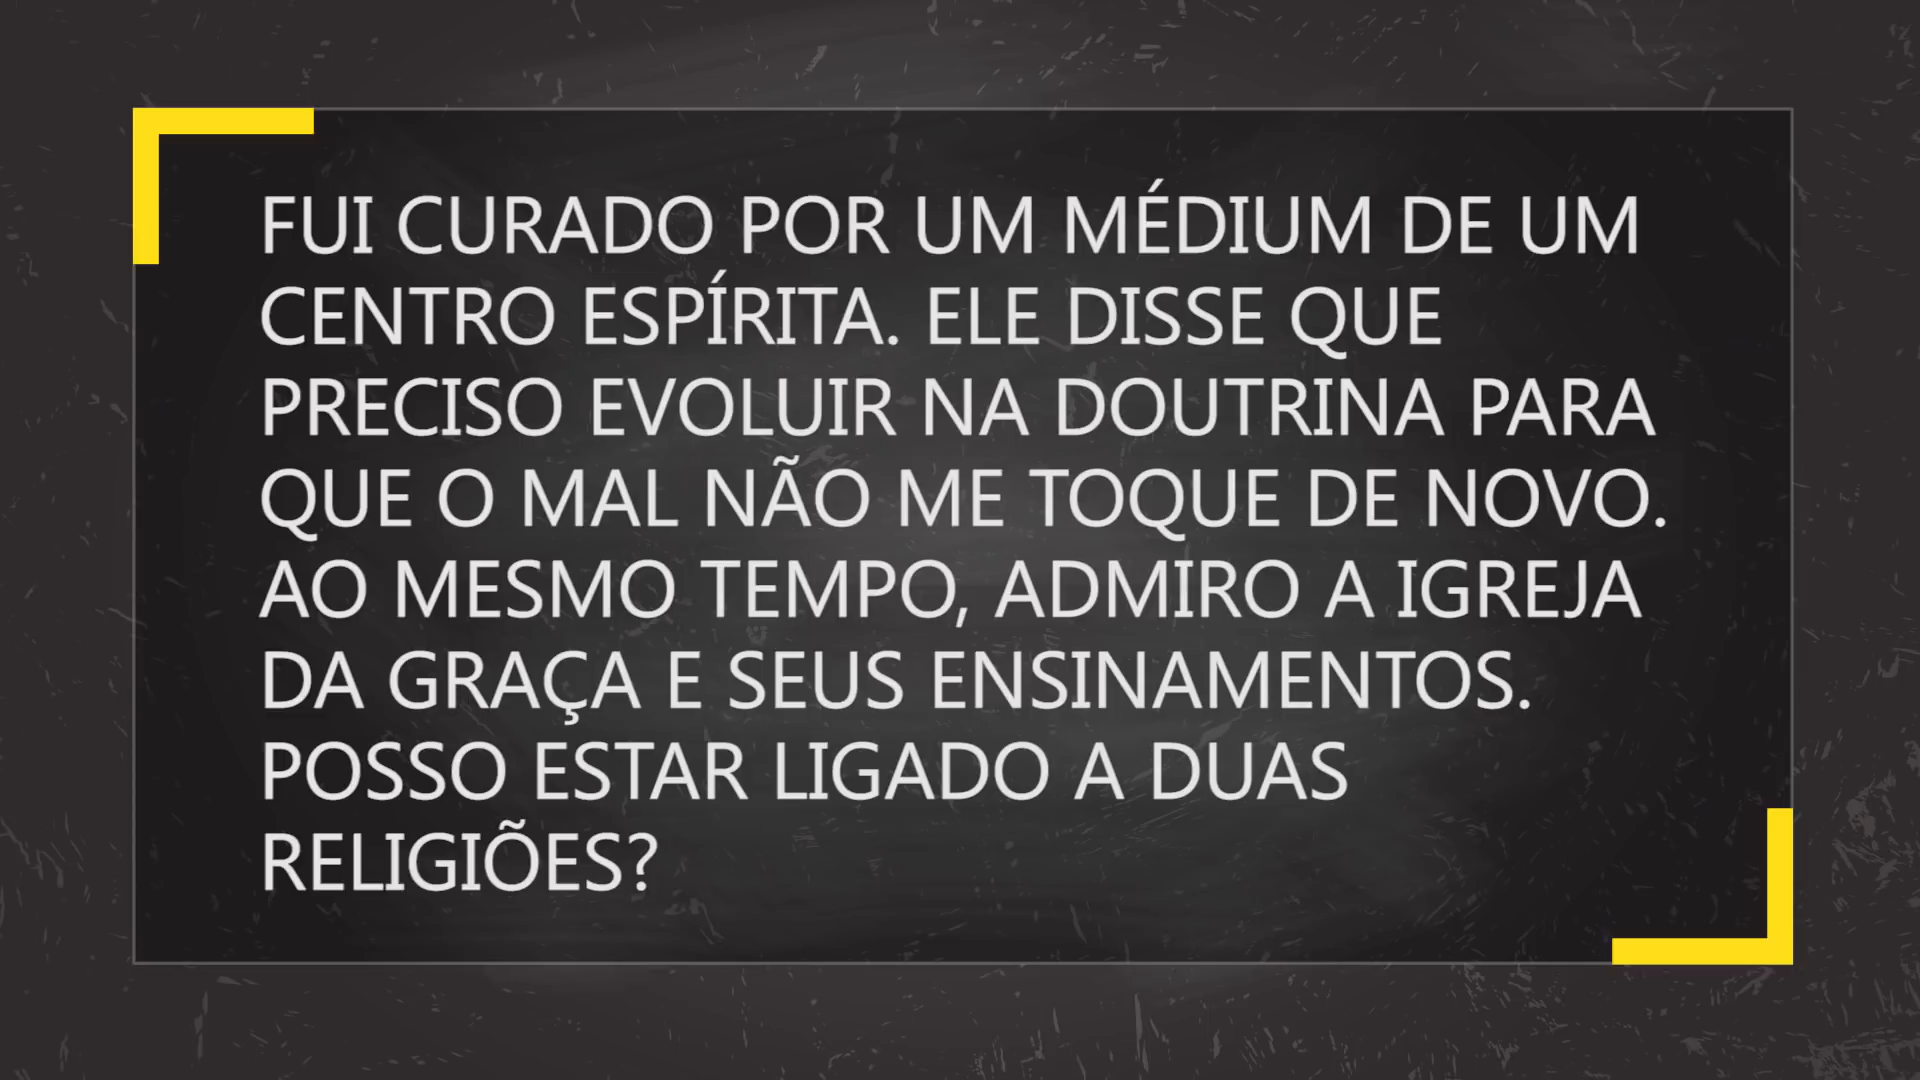 FUI CURADO POR UM MÉDIUM DE UM
CENTRO ESPÍRITA. ELE DISSE QUE
PRECISO EVOLUIR NA DOUTRINA PARA
QUE O MAL NÃO ME TOQUE DE NOVO.
AO MESMO TEMPO, ADMIRO A IGREJA
DA GRAÇA E SEUS ENSINAMENTOS.
POSSO ESTAR LIGADO A DUAS
RELIGIÕES?